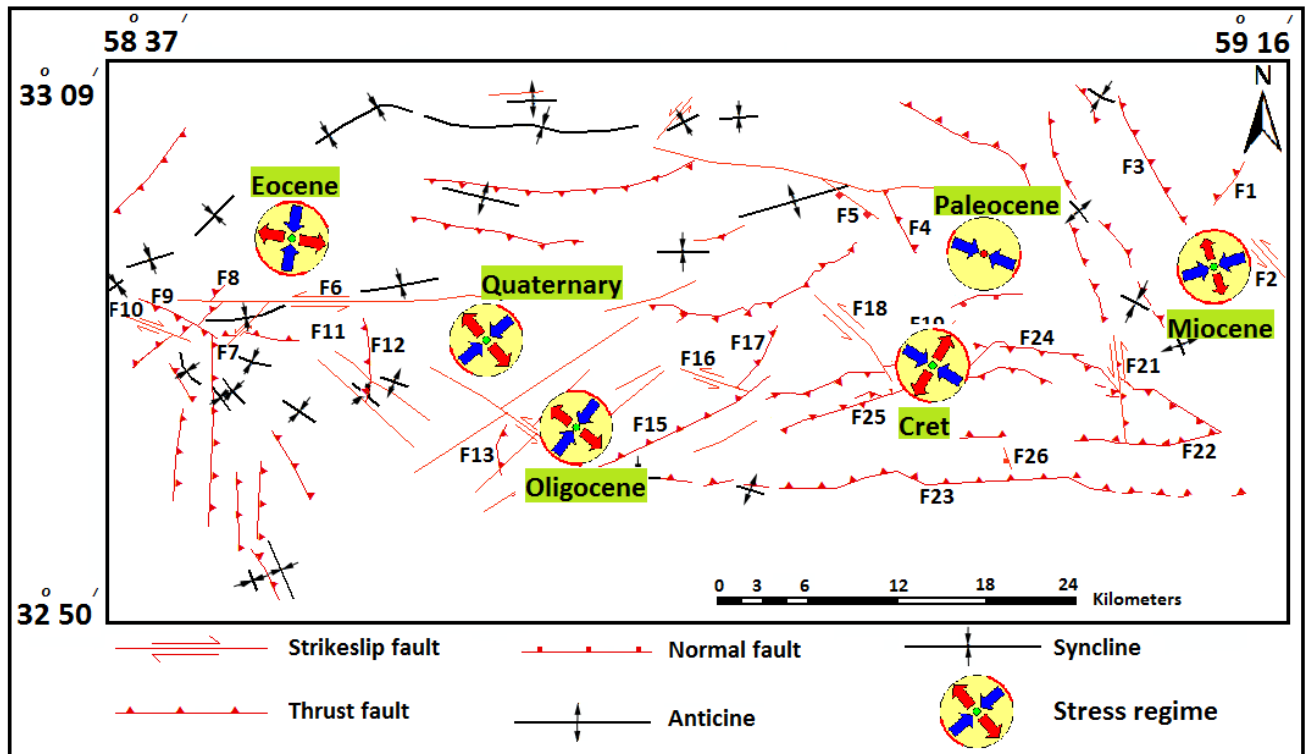 o /
58 37
o /
59 16
o /
33 09
N
Eocene
F3
F1
Paleocene
F5
F4
F2
Quaternary
F8
F6
F9
F10
F18
Miocene
F11
F7
F12
F17
F19
F24
F16
F21
F25
Cret
F15
F13
F22
F26
Oligocene
F23
o /
32 50
0 3 6 12 18 24
Kilometers
Strikeslip fault
Normal fault
Syncline
Thrust fault
Anticine
Stress regime